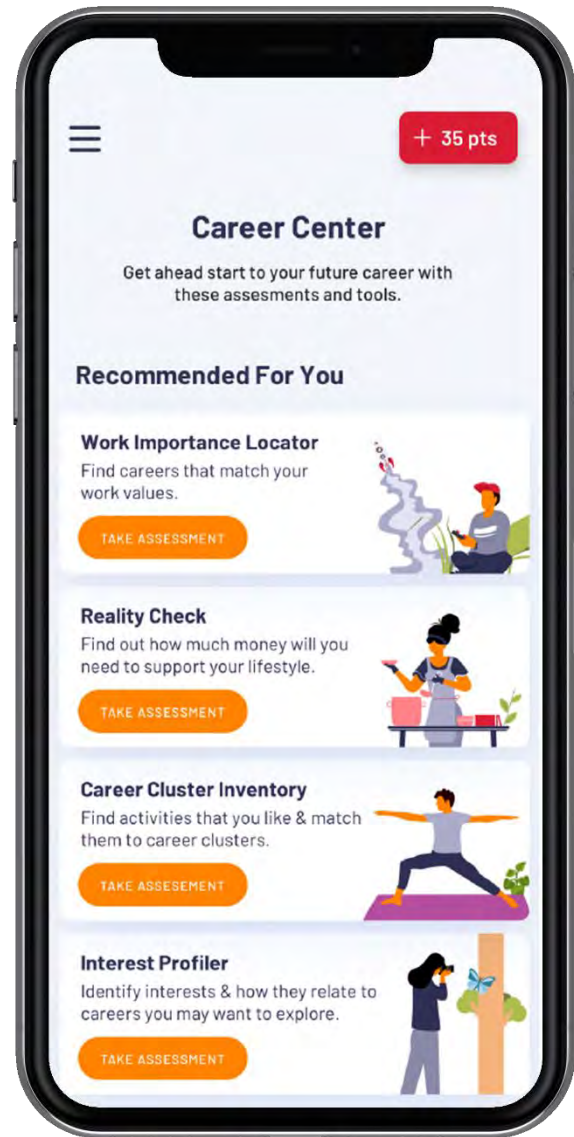 + 35 pts
Career Center
Get ahead start to your future career with
these assesments and tools.
Recommended For You
Work Importance Locator
Find careers that match your
work values.
TAKE ASSESSMENT
Reality Check
Find out how much money will you
need to support your lifestyle.
TAKE ASSESSMENT
Career Cluster Inventory
Find activities that you like & match
them to career clusters.
TAKE ASSESEMENT
Interest Profiler
Identify interests & how they relate to
careers you may want to explore.
TAKE ASSESSMENT